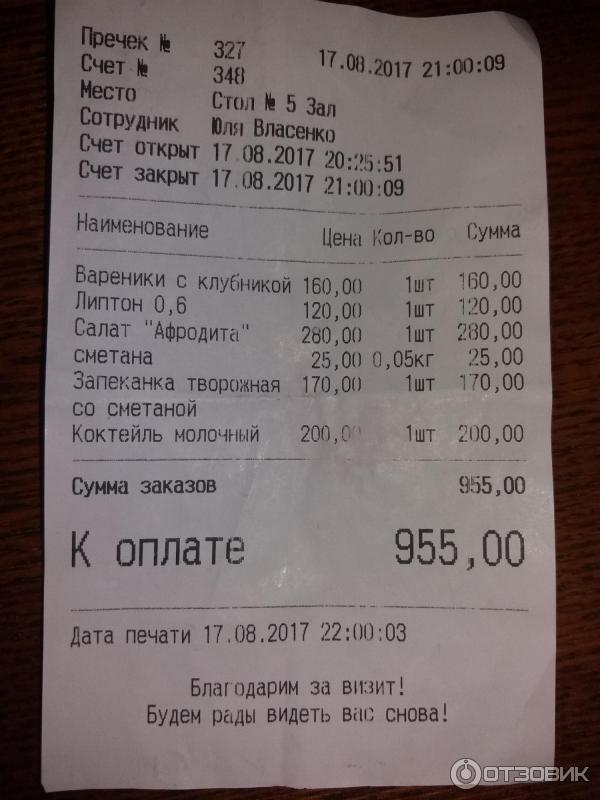 Пречек № 327 17.08.2017 21:00:09
Счет № 348
Место Стол № 5 Зал
Сотрудник Юля Власенко
Счет открыт 17.08.2017 20:25:51
Счет закрыт 17.08.2017 21:00:09
Наименование Цена Кол-во Сумма
Вареники с клубникой 160,00 1шт 160,00
Липтон 0,6 120,00 1шт 120,00
Салат "Афродита" 280,00 1шт 280,00
сметана 25,00 0,05кг 25,00
Запеканка творожная 170,00 1шт 170,00
со сметаной
Коктейль молочный 200,00 1шт 200,00
Сумма заказов 955,00
К оплате 955,00
Дата печати 17.08.2017 22:00:03
Благодарим за визит!
Будем рады видеть вас снова!
ОТЗОВИК